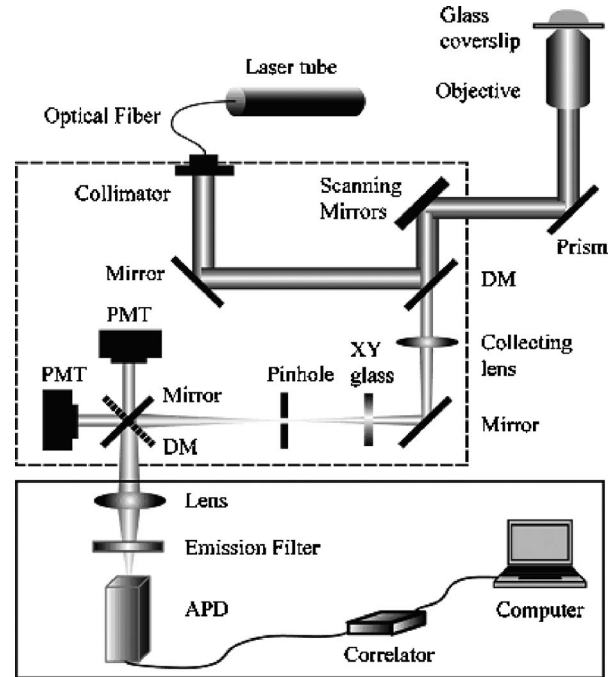 Glass
coverslip
Laser tube
Objective
Optical Fiber
Collimator
Scanning
Mirrors
Prism
Mirror
DM
PMT
Collecting
lens
XY
glass
Pinhole
PMT
Mirror
Mirror
DM
Lens
Emission Filter
APD
Computer
Correlator